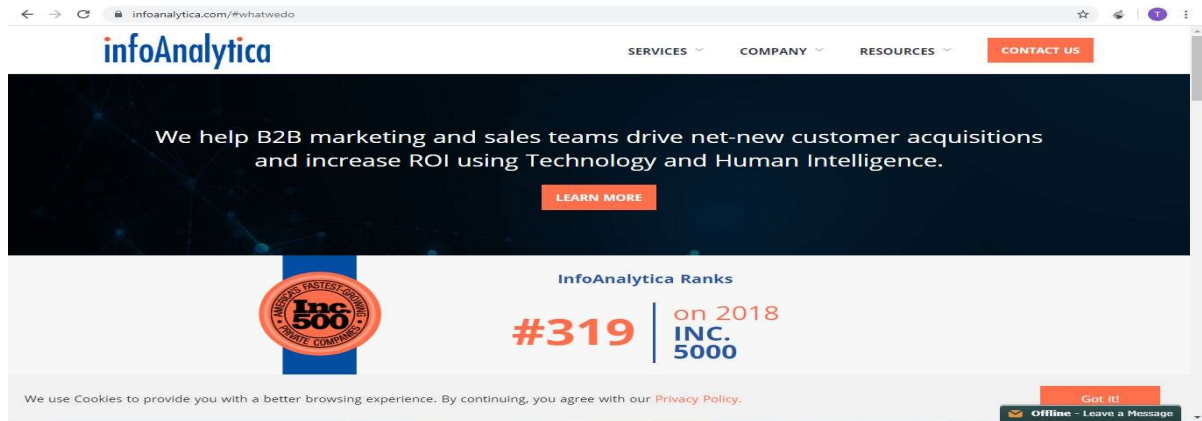 infoanalytica.com/#whatwedo
T
infoAnalytica
SERVICES COMPANY RESOURCES CONTACT US
We help B2B marketing and sales teams drive net-new customer acquisitions
and increase ROI using Technology and Human Intelligence.
LEARN MORE
AMERICA'S FASTEST-GROWING
Inc.
500
PRIVATE COMPANIES
InfoAnalytica Ranks
#319
on 2018
INC.
5000
We use Cookies to provide you with a better browsing experience. By continuing, you agree with our Privacy Policy.
Got it!
Offline - Leave a Message